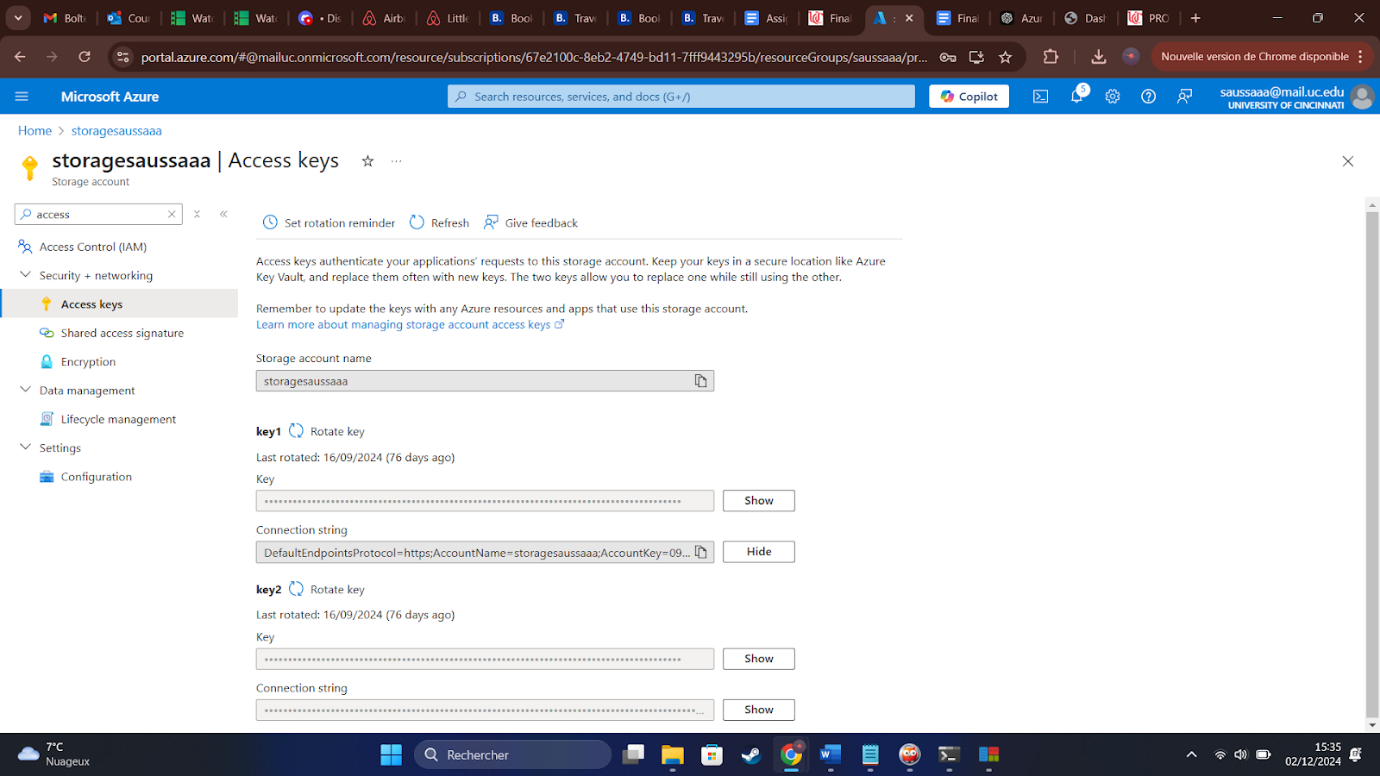 Bolt
Cou
Wate
Wate
• Dis
Airb
Little
Book
Trav
Book
Trav
Assi
Final
Final
Azur
Dash
PRO
portal.azure.com/#@mailuc.onmicrosoft.com/resource/subscriptions/67e2100c-8eb2-4749-bd11-7fff9443295b/resourceGroups/saussaaa/pr...
Nouvelle version de Chrome disponible
Microsoft Azure
Search resources, services, and docs (G+/)
Copilot
5
saussaaa@mail.uc.edu
UNIVERSITY OF CINCINNATI
Home > storagesaussaaa
storagesaussaaa | Access keys
Storage account
access
Access Control (IAM)
Security + networking
Access keys
Shared access signature
Encryption
Data management
Lifecycle management
Settings
Configuration
Set rotation reminder
Refresh
Give feedback
Access keys authenticate your applications' requests to this storage account. Keep your keys in a secure location like Azure
Key Vault, and replace them often with new keys. The two keys allow you to replace one while still using the other.
Remember to update the keys with any Azure resources and apps that use this storage account.
Learn more about managing storage account access keys
Storage account name
storagesaussaaa
key1 Rotate key
Last rotated: 16/09/2024 (76 days ago)
Key
Show
Connection string
DefaultEndpointsProtocol=https;AccountName=storagesaussaaa;AccountKey=09...
Hide
key2 Rotate key
Last rotated: 16/09/2024 (76 days ago)
Key
Show
Connection string
Show
7°C
Nuageux
Rechercher
15:35
02/12/2024